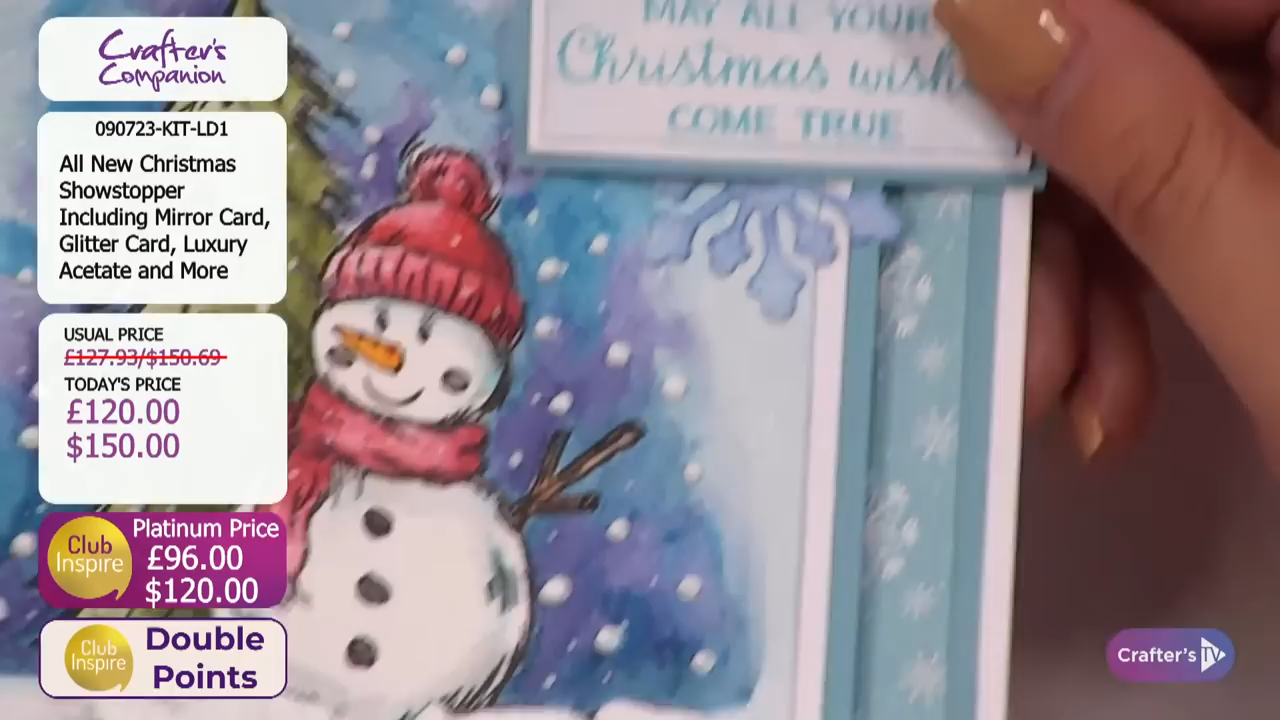 Crafter's
Companion
090723-KIT-LD1
All New Christmas
Showstopper
Including Mirror Card,
Glitter Card, Luxury
Acetate and More
USUAL PRICE
£127.93/$150.69
TODAY'S PRICE
£120.00
$150.00
Club
Inspire
Platinum Price
£96.00
$120.00
Club
Inspire
Double
Points
MAY ALL YOUR
Christmas wish
COME TRUE
Crafter's TV